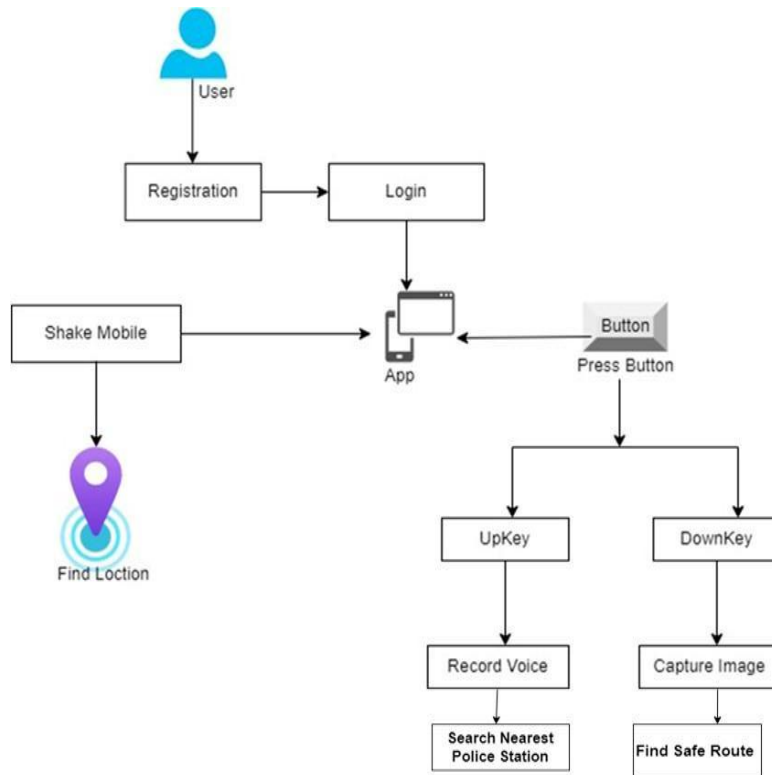 User
Registration
Login
Shake Mobile
App
Button
Press Button
Find Loction
UpKey
DownKey
Record Voice
Capture Image
Search Nearest
Police Station
Find Safe Route